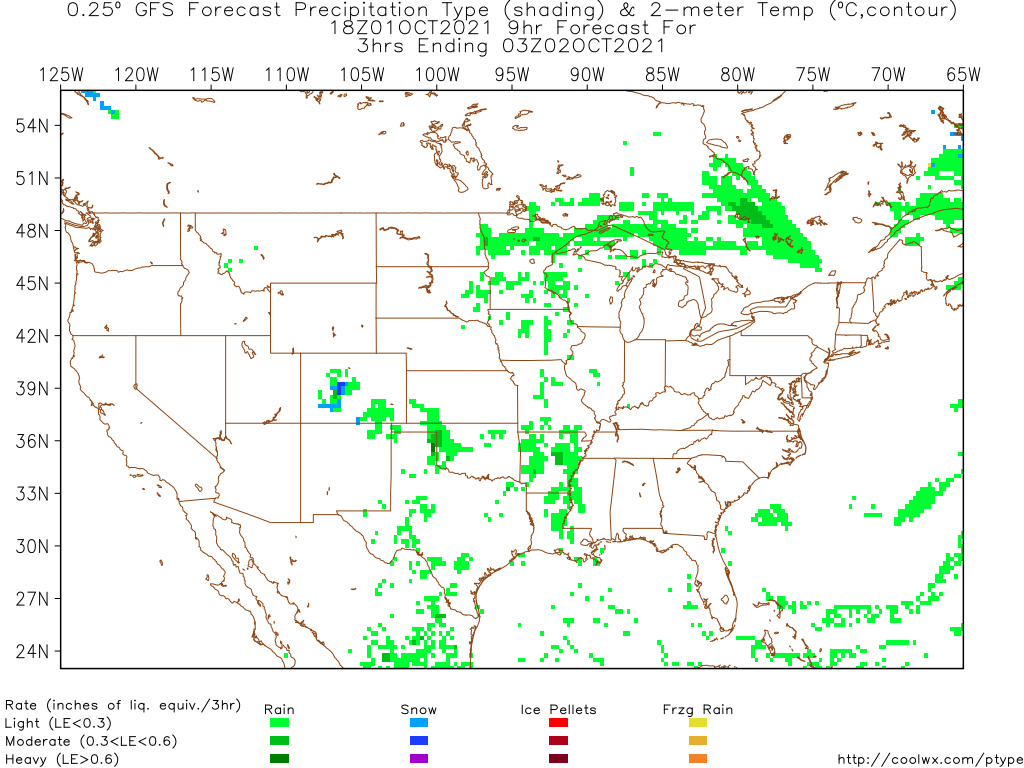 0.25° GFS Forecast Precipitation Type (shading) & 2-meter Temp (°C,contour)
18Z01OCT2021 9hr Forecast For
3hrs Ending 03Z02OCT2021
125W 120W 115W 110W 105W 100W 95W 90W 85W 80W 75W 70W 65W
54N
51N
48N
45N
42N
39N
36N
33N
30N
27N
24N
Rate (inches of liq. equiv./3hr) Rain Snow Ice Pellets Frzg Rain
Light (LE<0.3)
Moderate (0.3<LE<0.6)
Heavy (LE>0.6)
http://coolwx.com/ptype